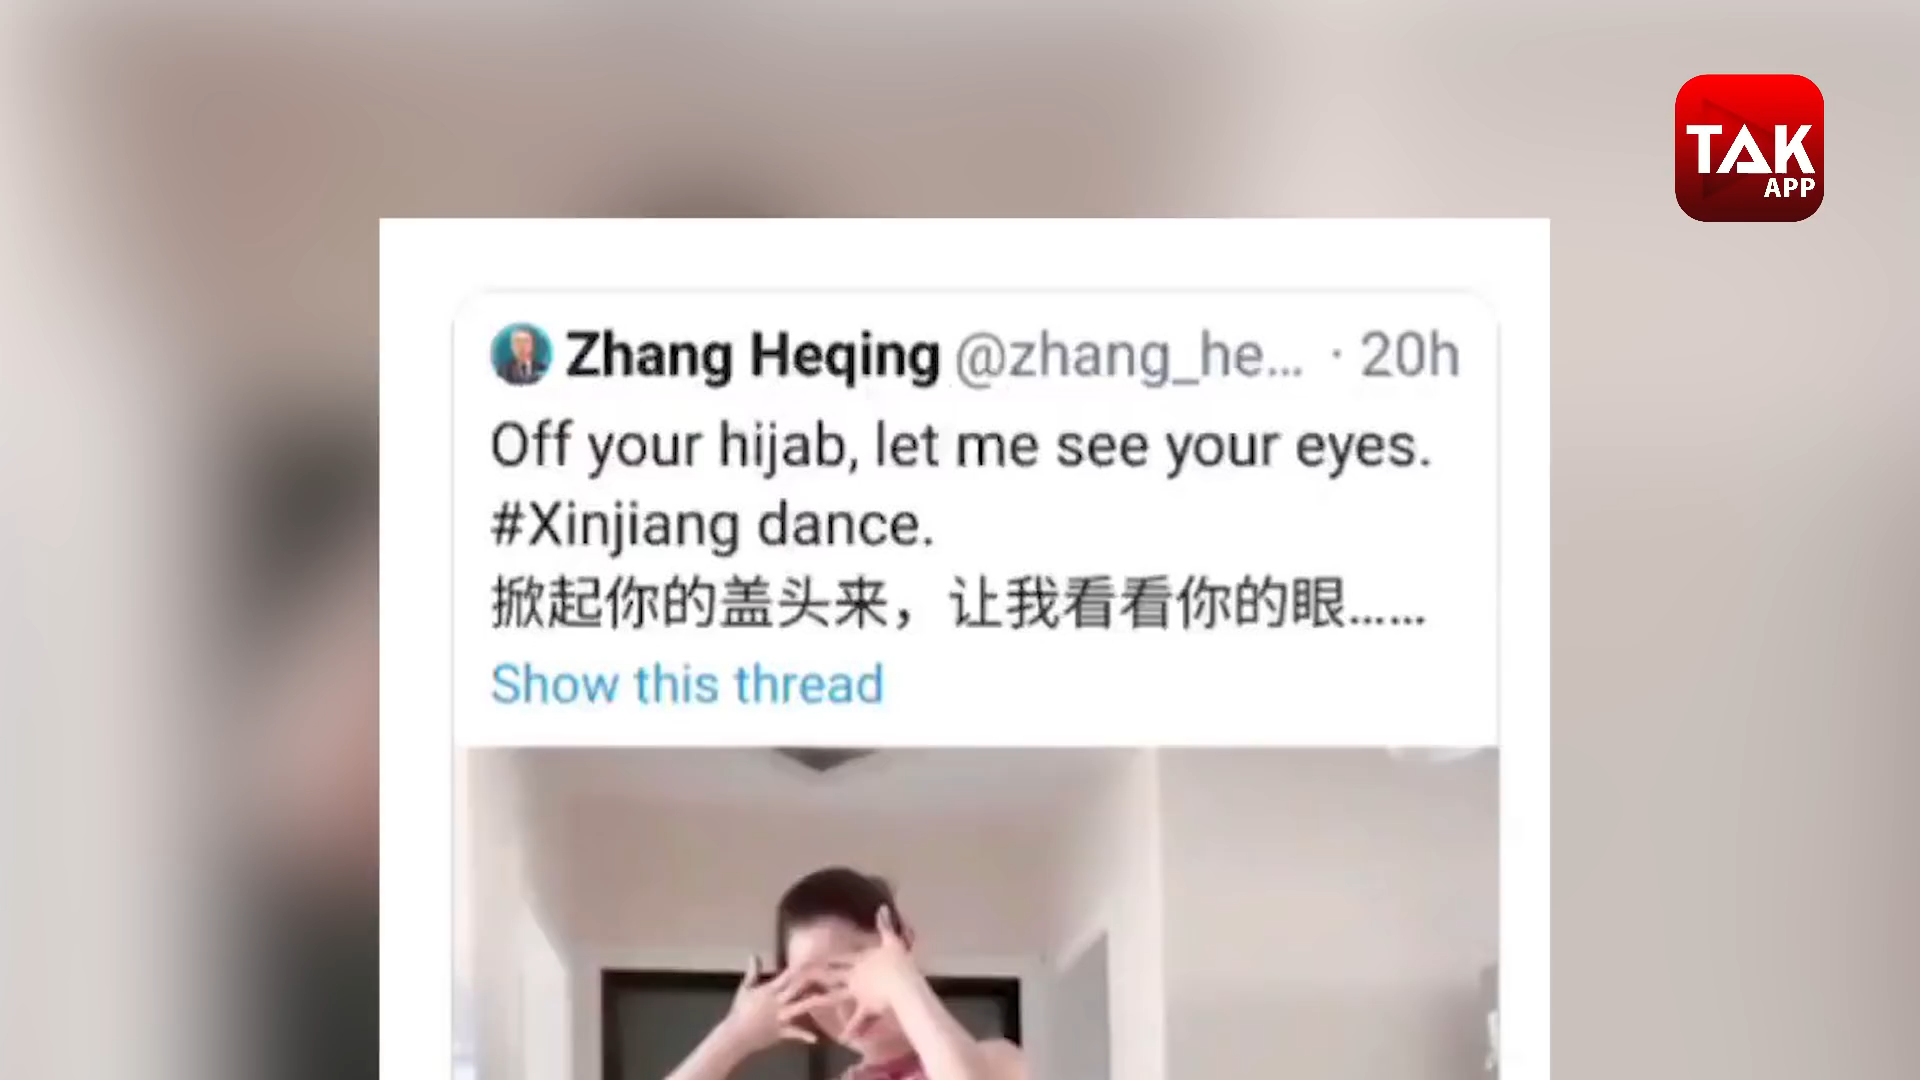 TAK
APP
Zhang Heqing @zhang_he... · 20h
Off your hijab, let me see your eyes.
#Xinjiang dance.
掀起你的盖头来，让我看看你的眼......
Show this thread